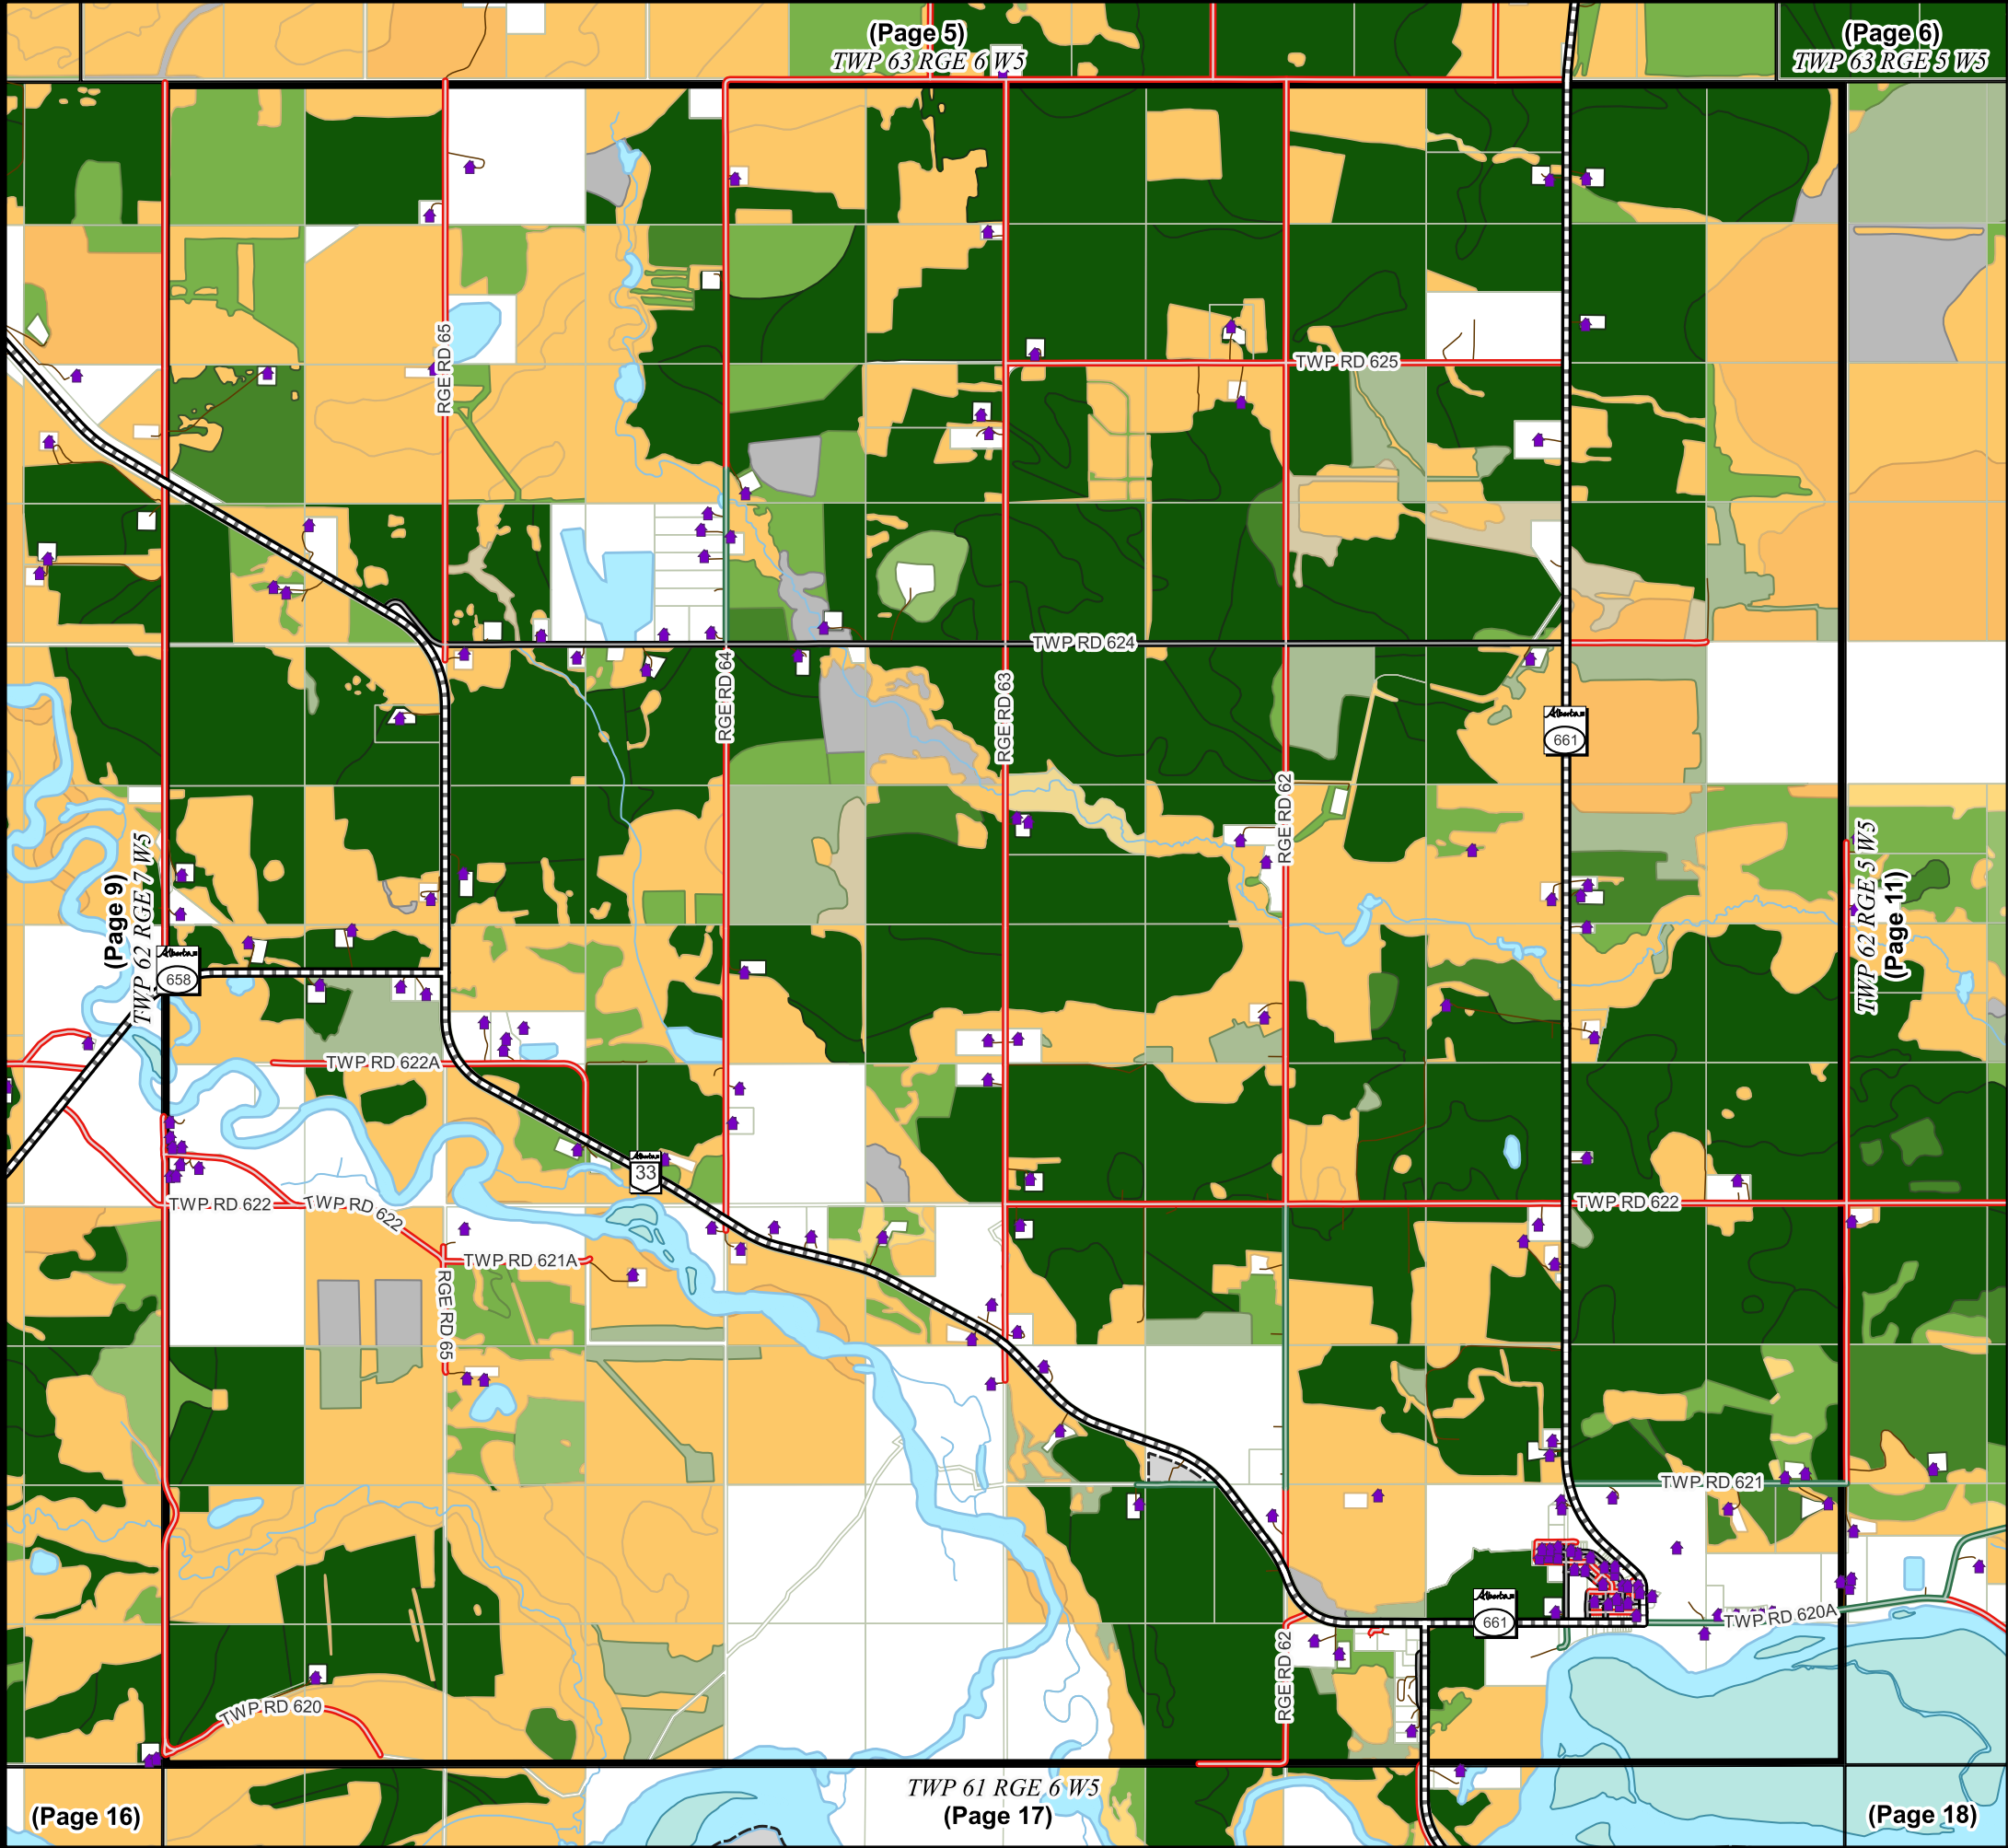 (Page 5)
TWP 63 RGE 6 W5
(Page 6)
TWP 63 RGE 5 W5
RGE RD 65
TWP RD 625
TWP RD 624
RGE RD 64
RGE RD 63
Alberta
661
RGE RD 62
(Page 9)
TWP 62 RGE 7 W5
TWP 62 RGE 5 W5
(Page 11)
Alberta
658
TWP RD 622A
Alberta
33
TWP RD 622
TWP RD 622
TWP RD 622
TWP RD 621A
RGE RD 65
TWP RD 621
Alberta
661
TWP RD 620A
RGE RD 62
TWP RD 620
TWP 61 RGE 6 W5
(Page 16)
(Page 17)
(Page 18)